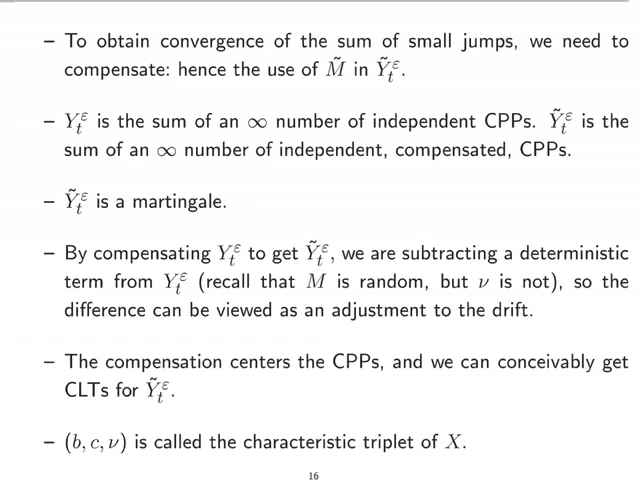 – To obtain convergence of the sum of small jumps, we need to
compensate: hence the use of M̃ in Ỹ_t^ε.
– Y_t^ε is the sum of an ∞ number of independent CPPs. Ỹ_t^ε is the
sum of an ∞ number of independent, compensated, CPPs.
– Ỹ_t^ε is a martingale.
– By compensating Y_t^ε to get Ỹ_t^ε, we are subtracting a deterministic
term from Y_t^ε (recall that M is random, but ν is not), so the
difference can be viewed as an adjustment to the drift.
– The compensation centers the CPPs, and we can conceivably get
CLTs for Ỹ_t^ε.
– (b, c, ν) is called the characteristic triplet of X.
16